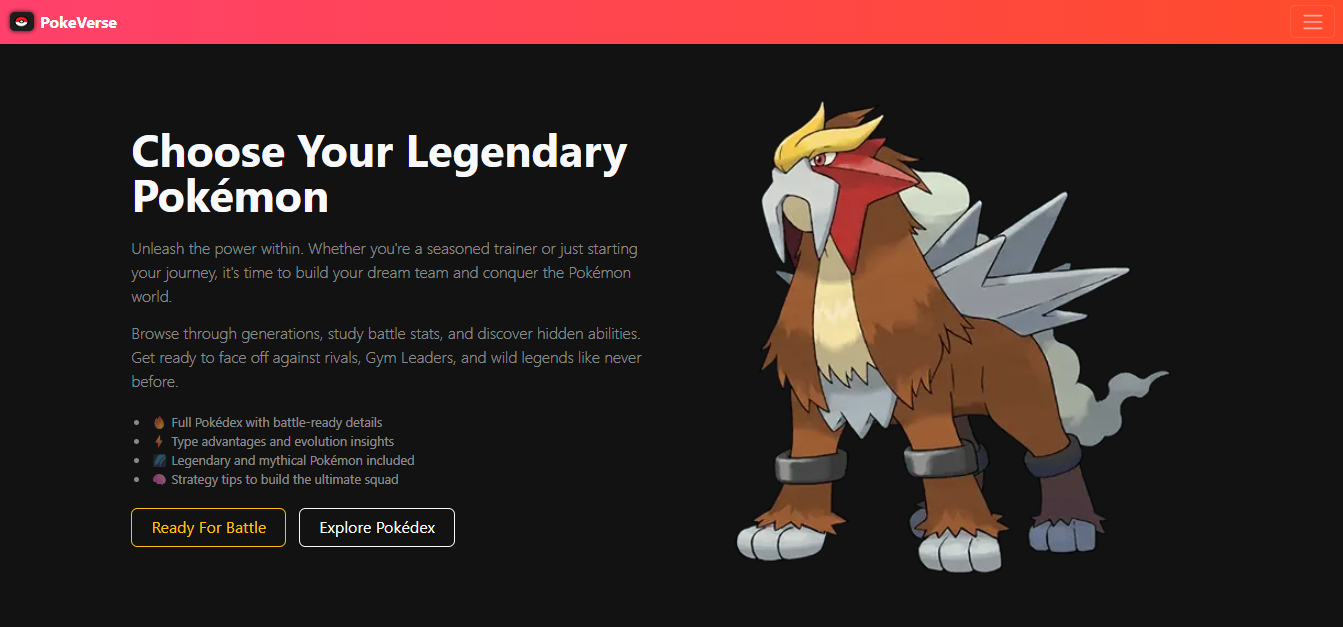 PokeVerse
Choose Your Legendary
Pokémon
Unleash the power within. Whether you're a seasoned trainer or just starting
your journey, it's time to build your dream team and conquer the Pokémon
world.
Browse through generations, study battle stats, and discover hidden abilities.
Get ready to face off against rivals, Gym Leaders, and wild legends like never
before.
Full Pokédex with battle-ready details
Type advantages and evolution insights
Legendary and mythical Pokémon included
Strategy tips to build the ultimate squad
Ready For Battle
Explore Pokédex